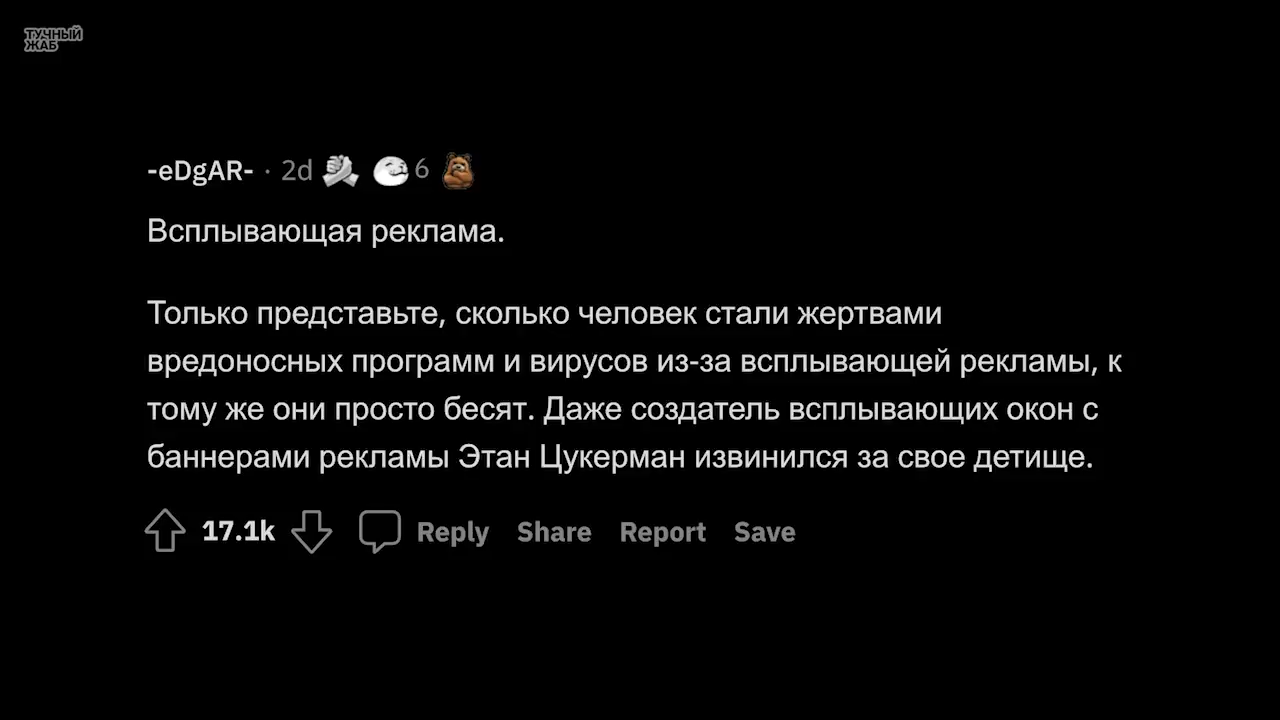 ТУЧНЫЙ
ЖАБ
-eDgAR- · 2d 6
Всплывающая реклама.
Только представьте, сколько человек стали жертвами
вредоносных программ и вирусов из-за всплывающей рекламы, к
тому же они просто бесят. Даже создатель всплывающих окон с
баннерами рекламы Этан Цукерман извинился за свое детище.
17.1k Reply Share Report Save